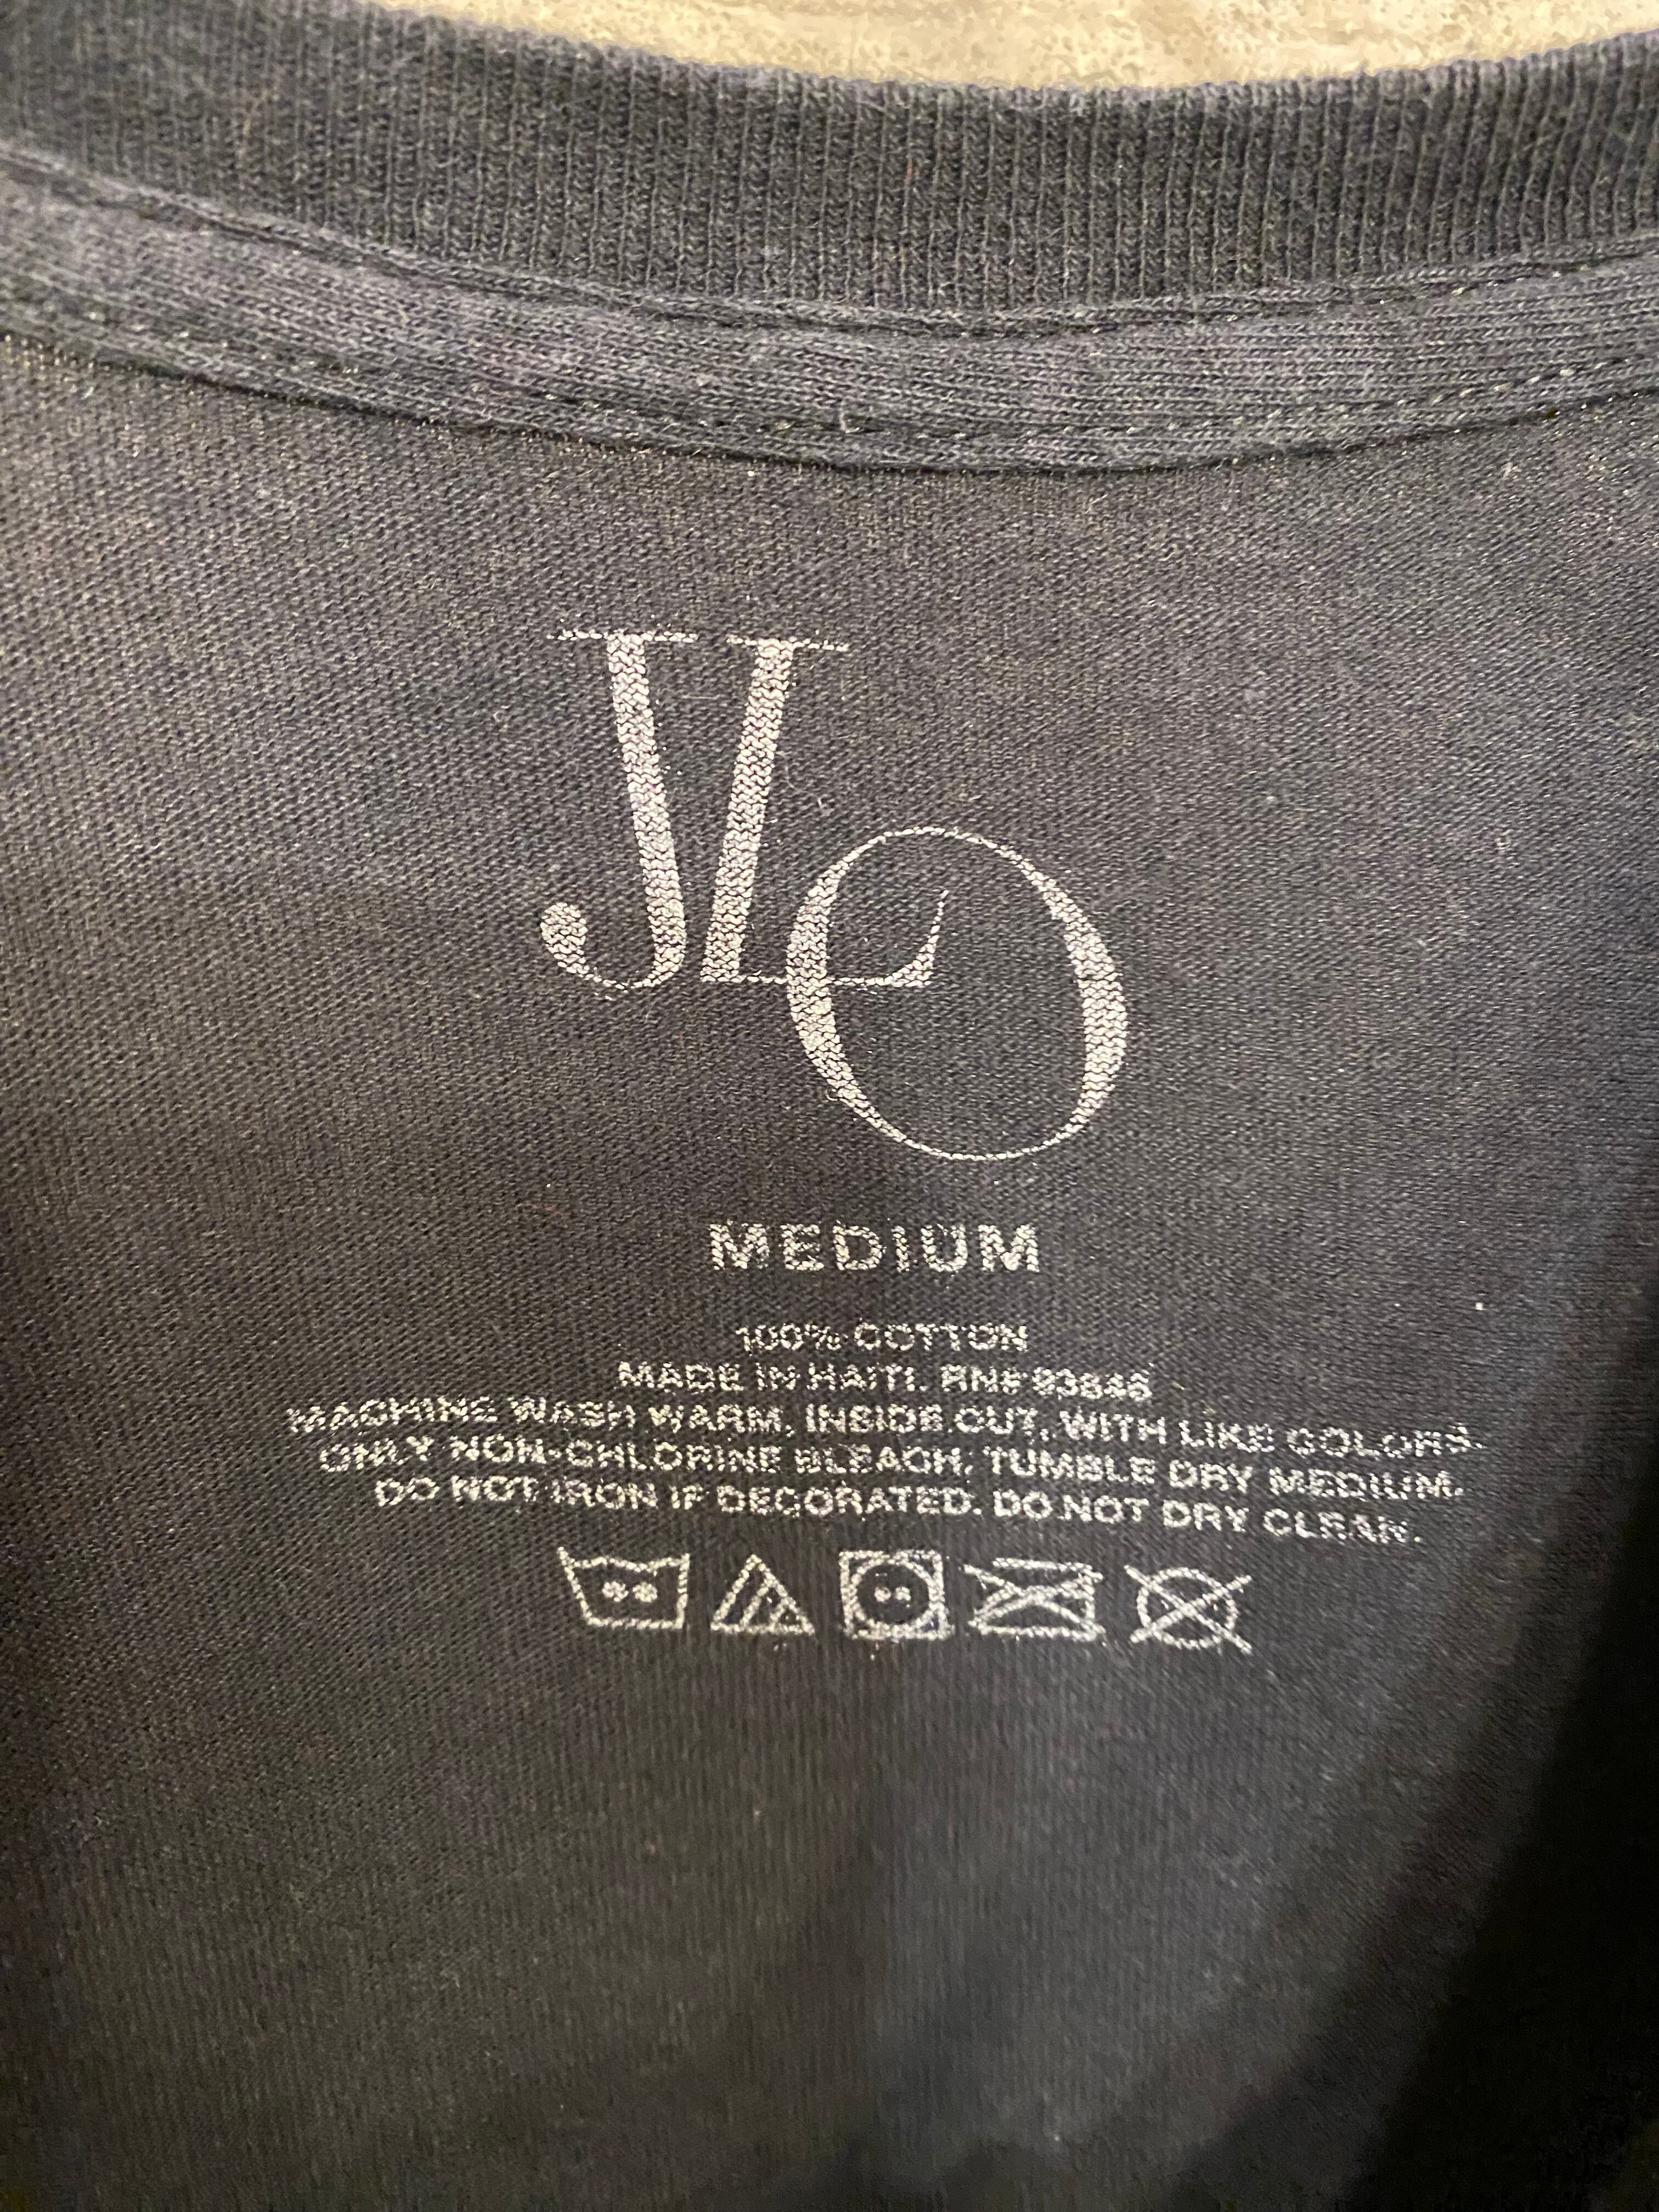 JLO
MEDIUM
100% COTTON
MADE IN HAITI. RN# 93846
MACHINE WASH WARM, INSIDE OUT, WITH LIKE COLORS.
ONLY NON-CHLORINE BLEACH. TUMBLE DRY MEDIUM.
DO NOT IRON IF DECORATED. DO NOT DRY CLEAN.